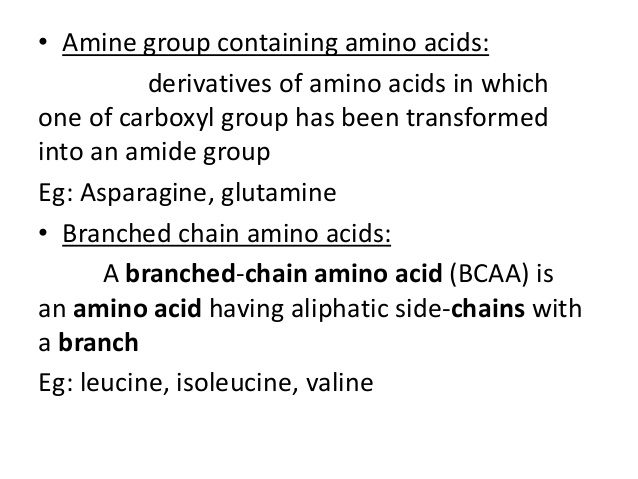 • Amine group containing amino acids:
derivatives of amino acids in which
one of carboxyl group has been transformed
into an amide group
Eg: Asparagine, glutamine
• Branched chain amino acids:
A branched-chain amino acid (BCAA) is
an amino acid having aliphatic side-chains with
a branch
Eg: leucine, isoleucine, valine